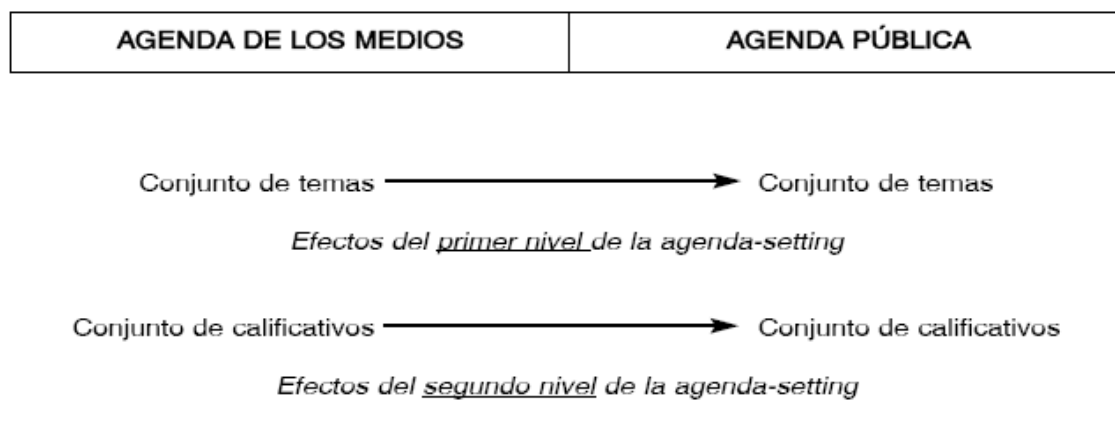 AGENDA DE LOS MEDIOS AGENDA PÚBLICA
Conjunto de temas Conjunto de temas
Efectos del primer nivel de la agenda-setting
Conjunto de calificativos Conjunto de calificativos
Efectos del segundo nivel de la agenda-setting